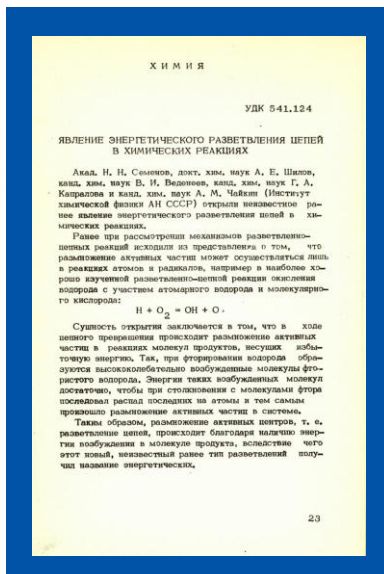 ХИМИЯ
УДК 541.124
ЯВЛЕНИЕ ЭНЕРГЕТИЧЕСКОГО РАЗВЕТВЛЕНИЯ ЦЕПЕЙ
В ХИМИЧЕСКИХ РЕАКЦИЯХ
Акад. Н. Н. Семенов, докт. хим. наук А. Е. Шилов,
канд. хим. наук В. И. Веденеев, канд. хим. наук Г. А.
Капралова и канд. хим. наук А. М. Чайкин (Институт
химической физики АН СССР) открыли неизвестное ра-
нее явление энергетического разветвления цепей в хи-
мических реакциях.
Ранее при рассмотрении механизмов разветвленно-
цепных реакций исходили из представления о том, что
размножение активных частиц может осуществляться лишь
в реакциях атомов и радикалов, например в наиболее хо-
рошо изученной разветвленно-цепной реакции окисления
водорода с участием атомарного водорода и молекулярно-
го кислорода:
H + O₂ = OH + O.
Сущность открытия заключается в том, что в ходе
цепного превращения происходит размножение активных
частиц в реакциях молекул продуктов, несущих избы-
точную энергию. Так, при фторировании водорода обра-
зуются высококолебательно возбужденные молекулы фто-
ристого водорода. Энергии таких возбужденных молекул
достаточно, чтобы при столкновении с молекулами фтора
последовал распад последних на атомы и тем самым
произошло размножение активных частиц в системе.
Таким образом, размножение активных центров, т. е.
разветвление цепей, происходит благодаря наличию энер-
гии возбуждения в молекуле продукта, вследствие чего
этот новый, неизвестный ранее тип разветвлений полу-
чил название энергетических.
23